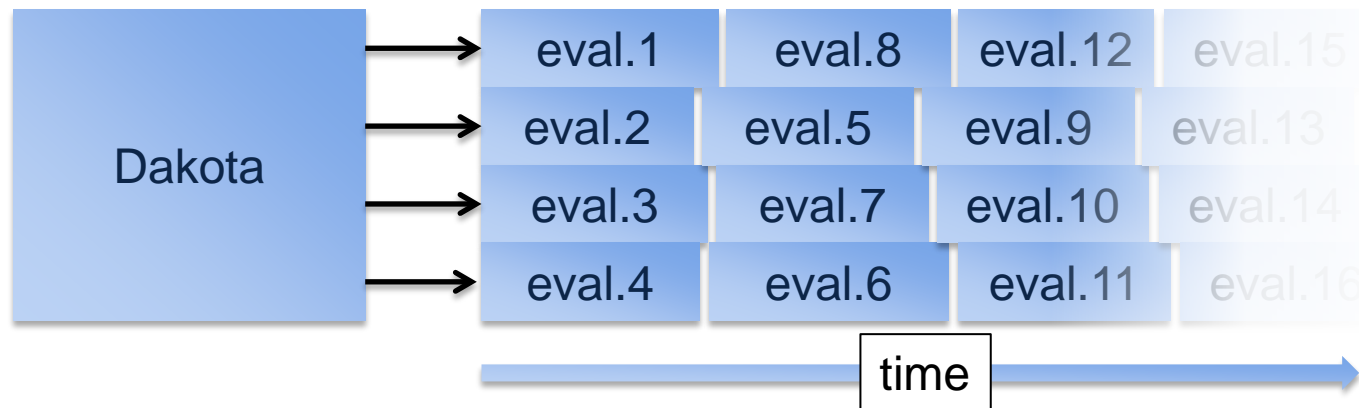 Dakota
eval.1 eval.8 eval.12 eval.15
eval.2 eval.5 eval.9 eval.13
eval.3 eval.7 eval.10 eval.14
eval.4 eval.6 eval.11 eval.16
time